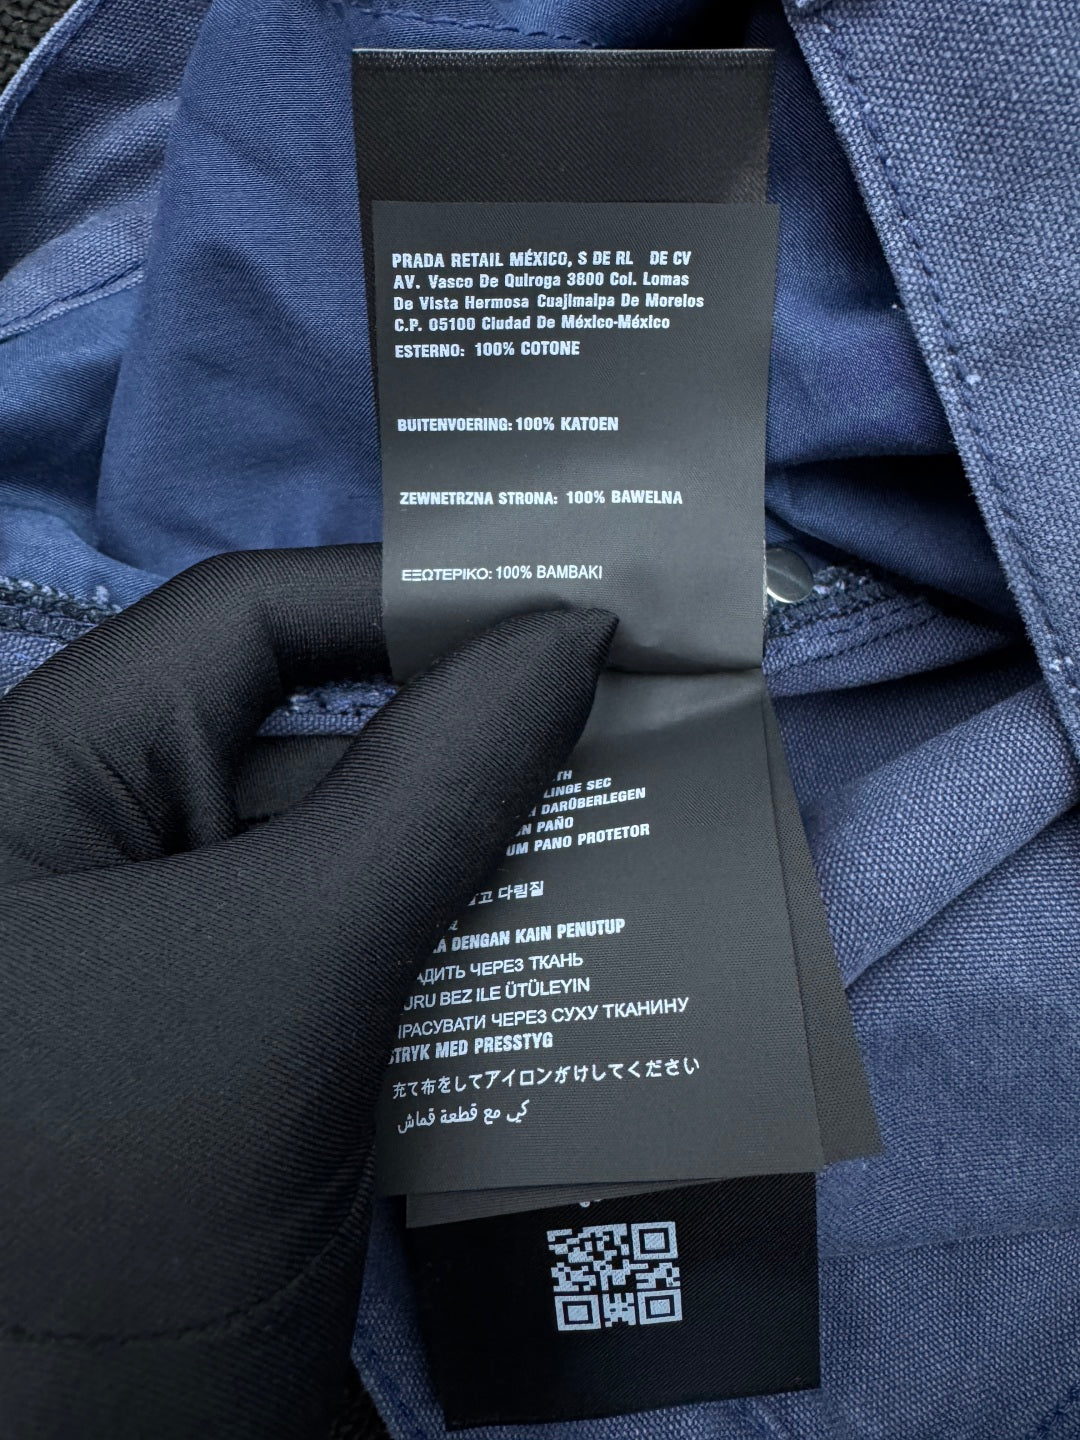 PRADA RETAIL MÉXICO, S DE RL DE CV
AV. Vasco De Quiroga 3800 Col. Lomas
De Vista Hermosa Cuajimalpa De Morelos
C.P. 05100 Ciudad De México-México
ESTERNO: 100% COTONE
BUITENVOERING: 100% KATOEN
ZEWNETRZNA STRONA: 100% BAWELNA
ΕΞΩΤΕΡΙΚΟ: 100% BAMBAKI
LINGE SEC
DARÜBERLEGEN
PAÑO
UM PANO PROTETOR
다림질
DENGAN KAIN PENUTUP
ЧЕРЕЗ ТКАНЬ
BEZ ILE ÜTÜLEYIN
ЧЕРЕЗ СУХУ ТКАНИНУ
STRYK MED PRESSTYG
充て布をしてアイロンがけしてください
كي مع قطعة قماش